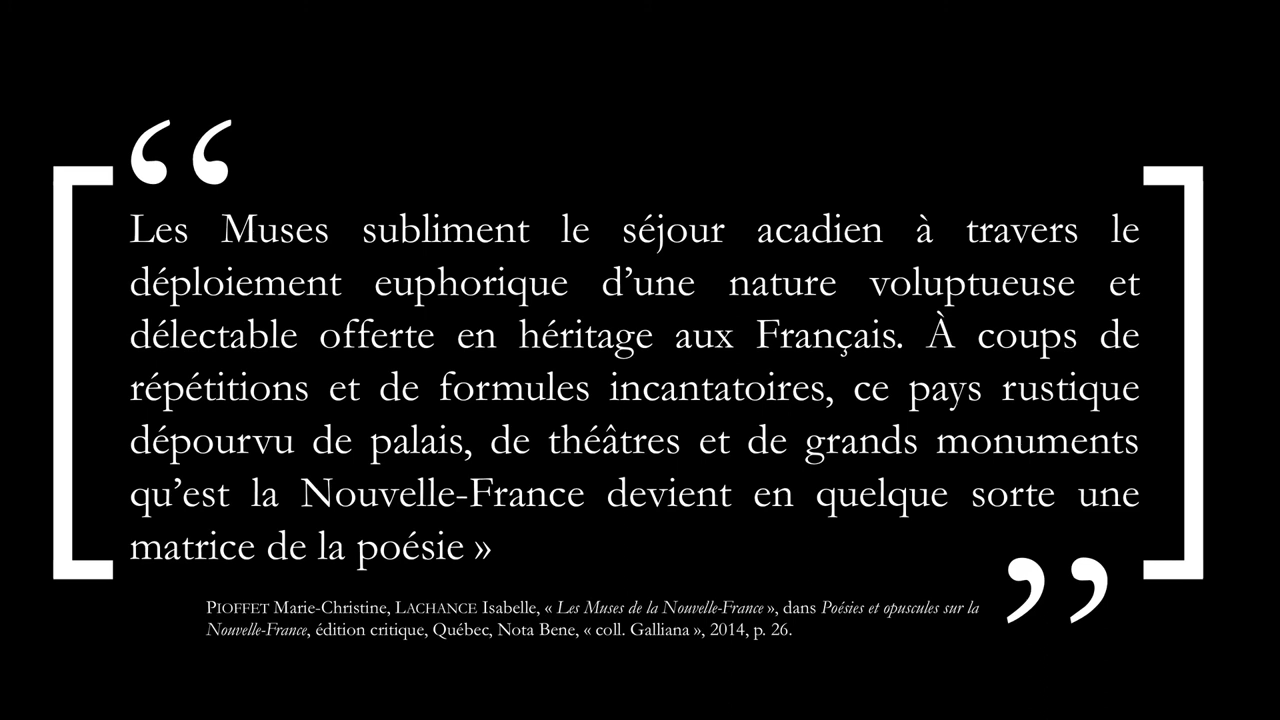 Les Muses subliment le séjour acadien à travers le
déploiement euphorique d’une nature voluptueuse et
délectable offerte en héritage aux Français. À coups de
répétitions et de formules incantatoires, ce pays rustique
dépourvu de palais, de théâtres et de grands monuments
qu’est la Nouvelle-France devient en quelque sorte une
matrice de la poésie »
PIOFFET Marie-Christine, LACHANCE Isabelle, « Les Muses de la Nouvelle-France », dans Poésies et opuscules sur la
Nouvelle-France, édition critique, Québec, Nota Bene, « coll. Galliana », 2014, p. 26.